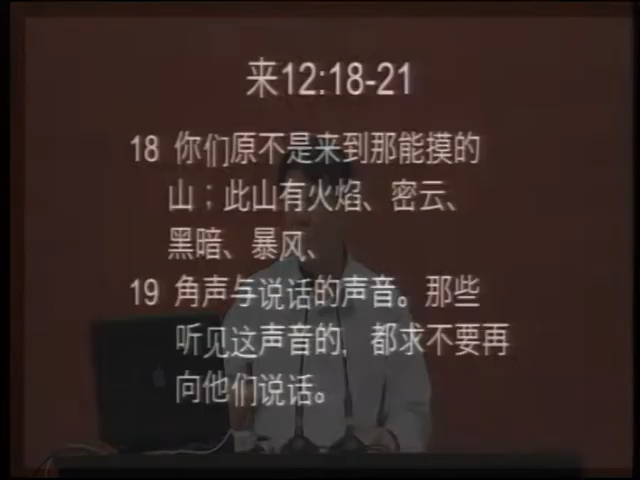 来12:18-21
18 你们原不是来到那能摸的
山；此山有火焰、密云、
黑暗、暴风、
19 角声与说话的声音。那些
听见这声音的, 都求不要再
向他们说话。